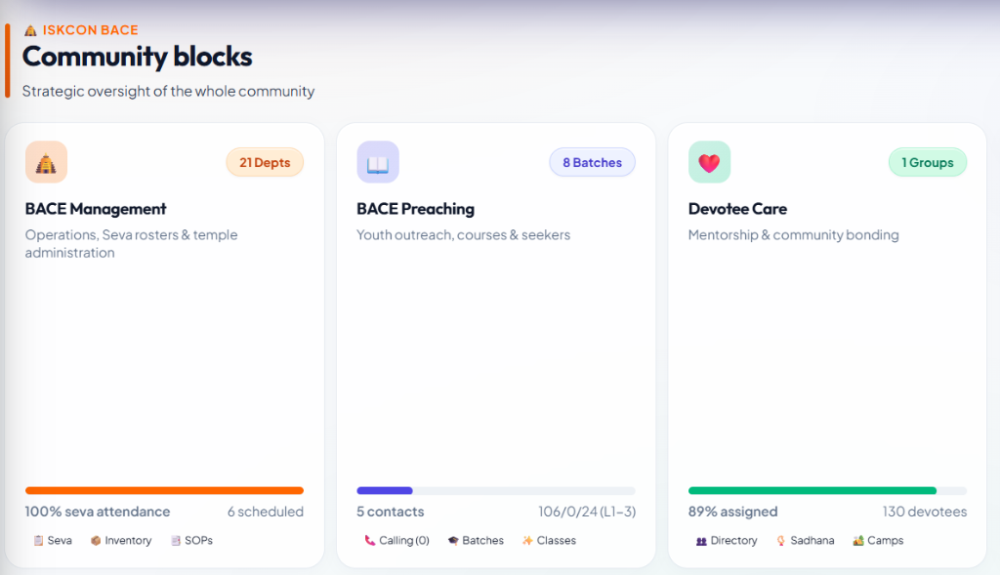 ISKCON BACE
Community blocks
Strategic oversight of the whole community
21 Depts
BACE Management
Operations, Seva rosters & temple
administration
100% seva attendance 6 scheduled
Seva Inventory SOPs
8 Batches
BACE Preaching
Youth outreach, courses & seekers
5 contacts 106/0/24 (L1–3)
Calling (0) Batches Classes
1 Groups
Devotee Care
Mentorship & community bonding
89% assigned 130 devotees
Directory Sadhana Camps